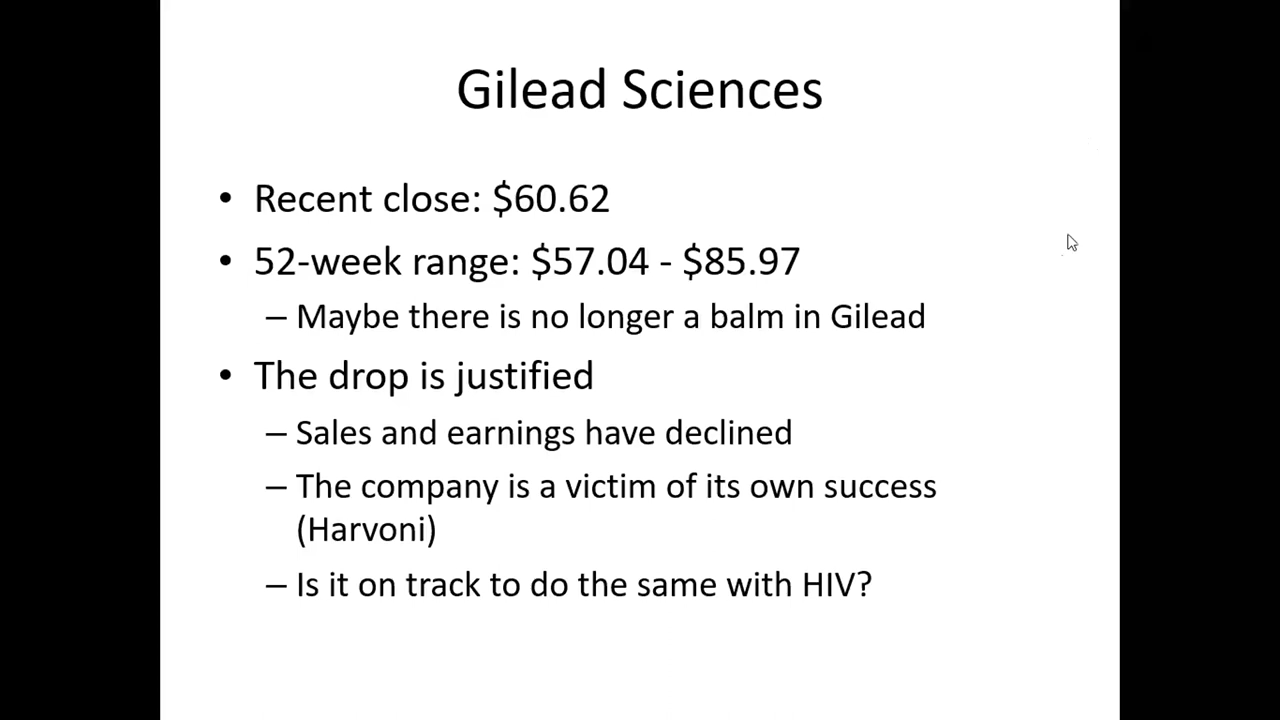 Gilead Sciences
• Recent close: $60.62
• 52-week range: $57.04 - $85.97
– Maybe there is no longer a balm in Gilead
• The drop is justified
– Sales and earnings have declined
– The company is a victim of its own success
(Harvoni)
– Is it on track to do the same with HIV?